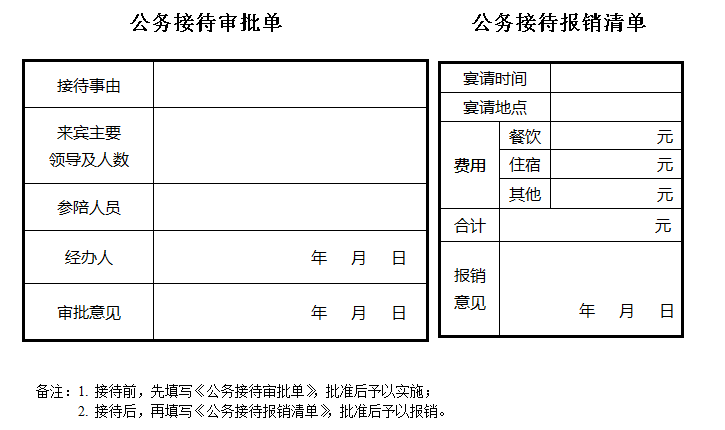 公务接待审批单
接待事由
来宾主要
领导及人数
参陪人员
经办人
年 月 日
审批意见
年 月 日
公务接待报销清单
宴请时间
宴请地点
费用
餐饮
元
住宿
元
其他
元
合计
元
报销
意见
年 月 日
备注：1. 接待前，先填写《公务接待审批单》，批准后予以实施；
2. 接待后，再填写《公务接待报销清单》，批准后予以报销。